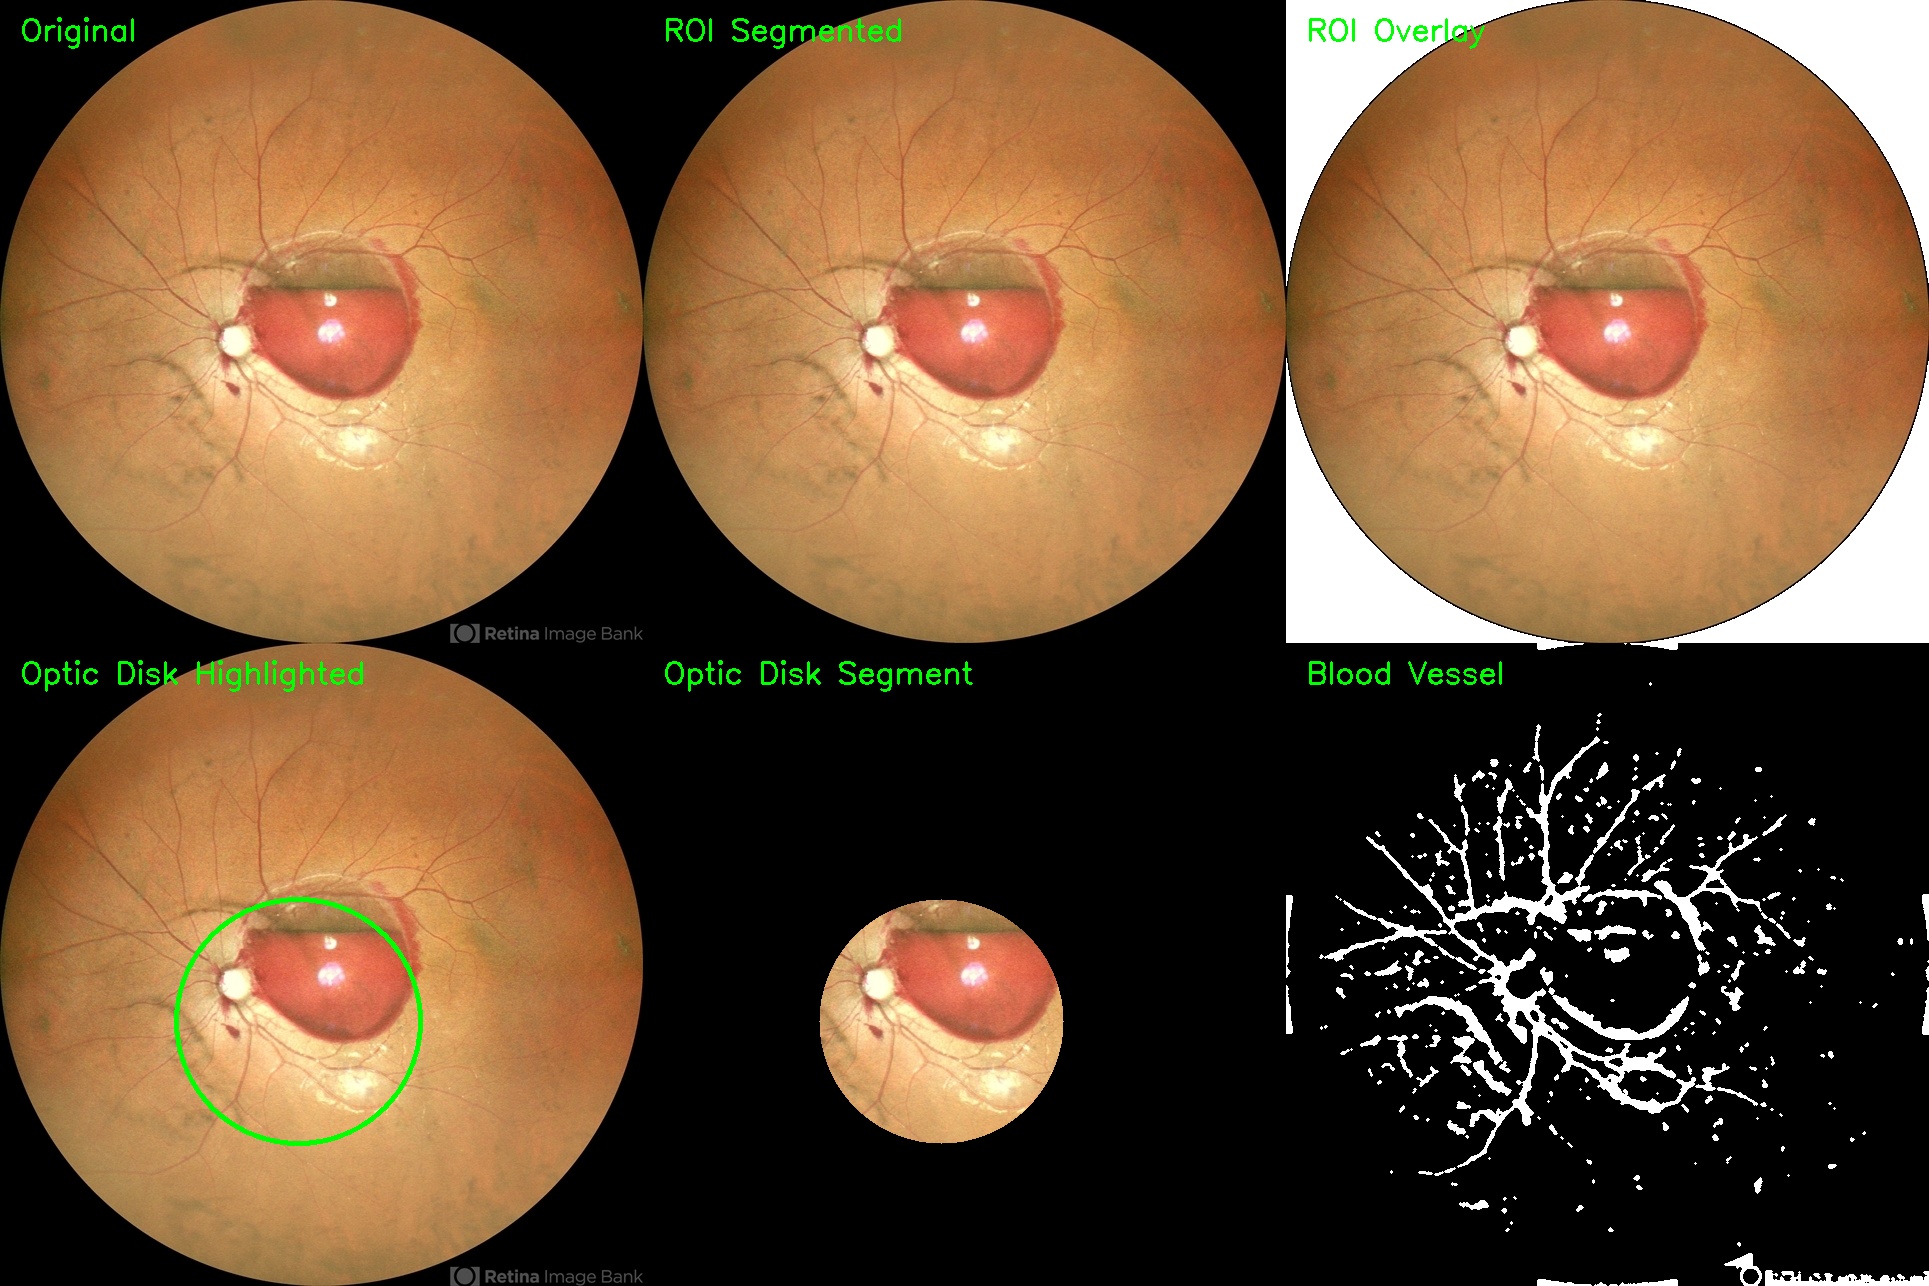 Original
ROI Segmented
ROI Overlay
Retina Image Bank
Optic Disk Highlighted
Optic Disk Segment
Blood Vessel
Retina Image Bank